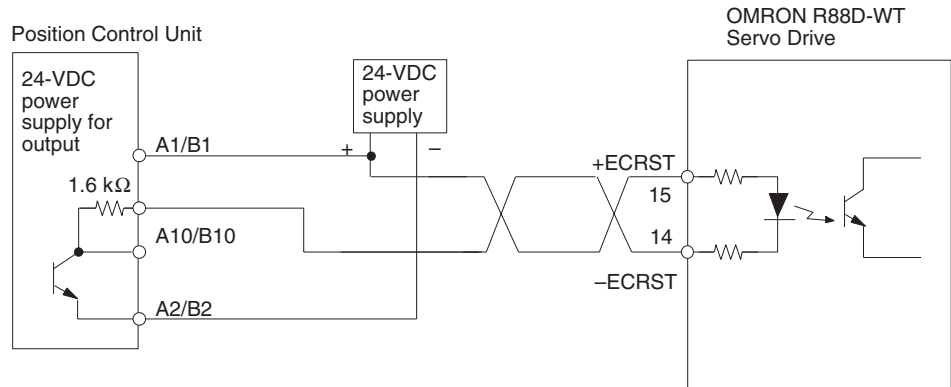 OMRON R88D-WT
Servo Drive
Position Control Unit
24-VDC
power
supply for
output
24-VDC
power
supply
A1/B1
+
–
+ECRST
15
1.6 kΩ
A10/B10
14
–ECRST
A2/B2